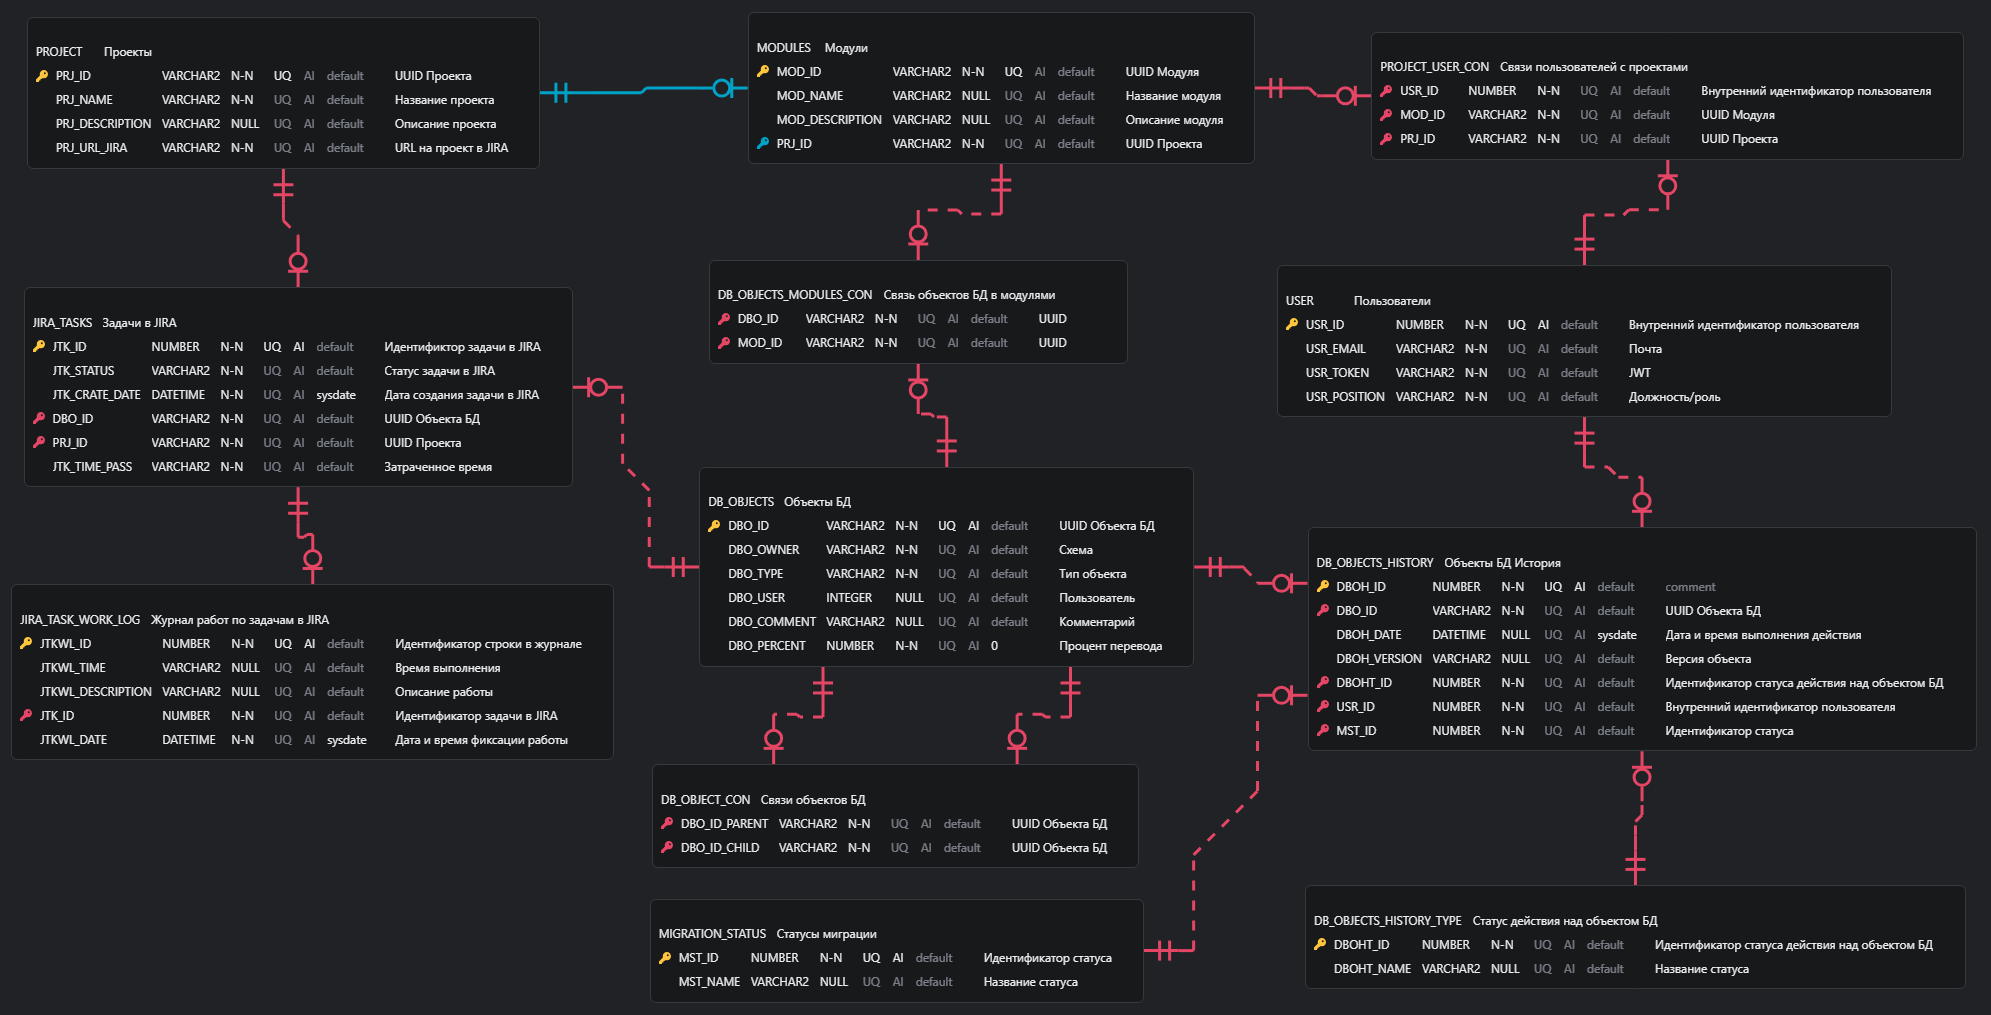 PROJECT Проекты
PRJ_ID VARCHAR2 N-N UQ AI default UUID Проекта
PRJ_NAME VARCHAR2 N-N UQ AI default Название проекта
PRJ_DESCRIPTION VARCHAR2 NULL UQ AI default Описание проекта
PRJ_URL_JIRA VARCHAR2 N-N UQ AI default URL на проект в JIRA
MODULES Модули
MOD_ID VARCHAR2 N-N UQ AI default UUID Модуля
MOD_NAME VARCHAR2 NULL UQ AI default Название модуля
MOD_DESCRIPTION VARCHAR2 NULL UQ AI default Описание модуля
PRJ_ID VARCHAR2 N-N UQ AI default UUID Проекта
PROJECT_USER_CON Связи пользователей с проектами
USR_ID NUMBER N-N UQ AI default Внутренний идентификатор пользователя
MOD_ID VARCHAR2 N-N UQ AI default UUID Модуля
PRJ_ID VARCHAR2 N-N UQ AI default UUID Проекта
JIRA_TASKS Задачи в JIRA
JTK_ID NUMBER N-N UQ AI default Идентификтор задачи в JIRA
JTK_STATUS VARCHAR2 N-N UQ AI default Статус задачи в JIRA
JTK_CRATE_DATE DATETIME N-N UQ AI sysdate Дата создания задачи в JIRA
DBO_ID VARCHAR2 N-N UQ AI default UUID Объекта БД
PRJ_ID VARCHAR2 N-N UQ AI default UUID Проекта
JTK_TIME_PASS VARCHAR2 N-N UQ AI default Затраченное время
DB_OBJECTS_MODULES_CON Связь объектов БД в модулями
DBO_ID VARCHAR2 N-N UQ AI default UUID
MOD_ID VARCHAR2 N-N UQ AI default UUID
USER Пользователи
USR_ID NUMBER N-N UQ AI default Внутренний идентификатор пользователя
USR_EMAIL VARCHAR2 N-N UQ AI default Почта
USR_TOKEN VARCHAR2 N-N UQ AI default JWT
USR_POSITION VARCHAR2 N-N UQ AI default Должность/роль
DB_OBJECTS Объекты БД
DBO_ID VARCHAR2 N-N UQ AI default UUID Объекта БД
DBO_OWNER VARCHAR2 N-N UQ AI default Схема
DBO_TYPE VARCHAR2 N-N UQ AI default Тип объекта
DBO_USER INTEGER NULL UQ AI default Пользователь
DBO_COMMENT VARCHAR2 NULL UQ AI default Комментарий
DBO_PERCENT NUMBER N-N UQ AI 0 Процент перевода
DB_OBJECTS_HISTORY Объекты БД История
DBOH_ID NUMBER N-N UQ AI default comment
DBO_ID VARCHAR2 N-N UQ AI default UUID Объекта БД
DBOH_DATE DATETIME NULL UQ AI sysdate Дата и время выполнения действия
DBOH_VERSION VARCHAR2 NULL UQ AI default Версия объекта
DBOHT_ID NUMBER N-N UQ AI default Идентификатор статуса действия над объектом БД
USR_ID NUMBER N-N UQ AI default Внутренний идентификатор пользователя
MST_ID NUMBER N-N UQ AI default Идентификатор статуса
JIRA_TASK_WORK_LOG Журнал работ по задачам в JIRA
JTKWL_ID NUMBER N-N UQ AI default Идентификатор строки в журнале
JTKWL_TIME VARCHAR2 NULL UQ AI default Время выполнения
JTKWL_DESCRIPTION VARCHAR2 NULL UQ AI default Описание работы
JTK_ID NUMBER N-N UQ AI default Идентификатор задачи в JIRA
JTKWL_DATE DATETIME N-N UQ AI sysdate Дата и время фиксации работы
DB_OBJECT_CON Связи объектов БД
DBO_ID_PARENT VARCHAR2 N-N UQ AI default UUID Объекта БД
DBO_ID_CHILD VARCHAR2 N-N UQ AI default UUID Объекта БД
MIGRATION_STATUS Статусы миграции
MST_ID NUMBER N-N UQ AI default Идентификатор статуса
MST_NAME VARCHAR2 NULL UQ AI default Название статуса
DB_OBJECTS_HISTORY_TYPE Статус действия над объектом БД
DBOHT_ID NUMBER N-N UQ AI default Идентификатор статуса действия над объектом БД
DBOHT_NAME VARCHAR2 NULL UQ AI default Название статуса